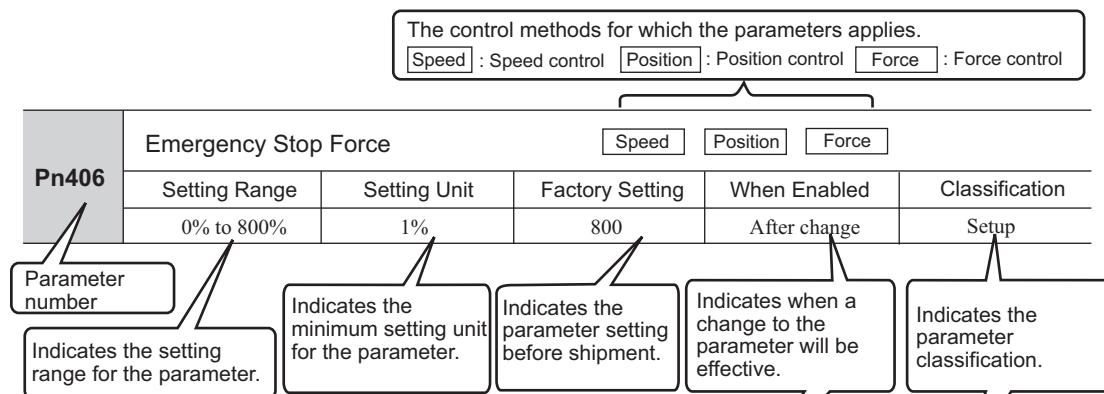 The control methods for which the parameters applies.
Speed : Speed control Position : Position control Force : Force control
Pn406
Emergency Stop Force Speed Position Force
Setting Range Setting Unit Factory Setting When Enabled Classification
0% to 800% 1% 800 After change Setup
Parameter
number
Indicates the setting
range for the parameter.
Indicates the
minimum setting unit
for the parameter.
Indicates the
parameter setting
before shipment.
Indicates when a
change to the
parameter will be
effective.
Indicates the
parameter
classification.